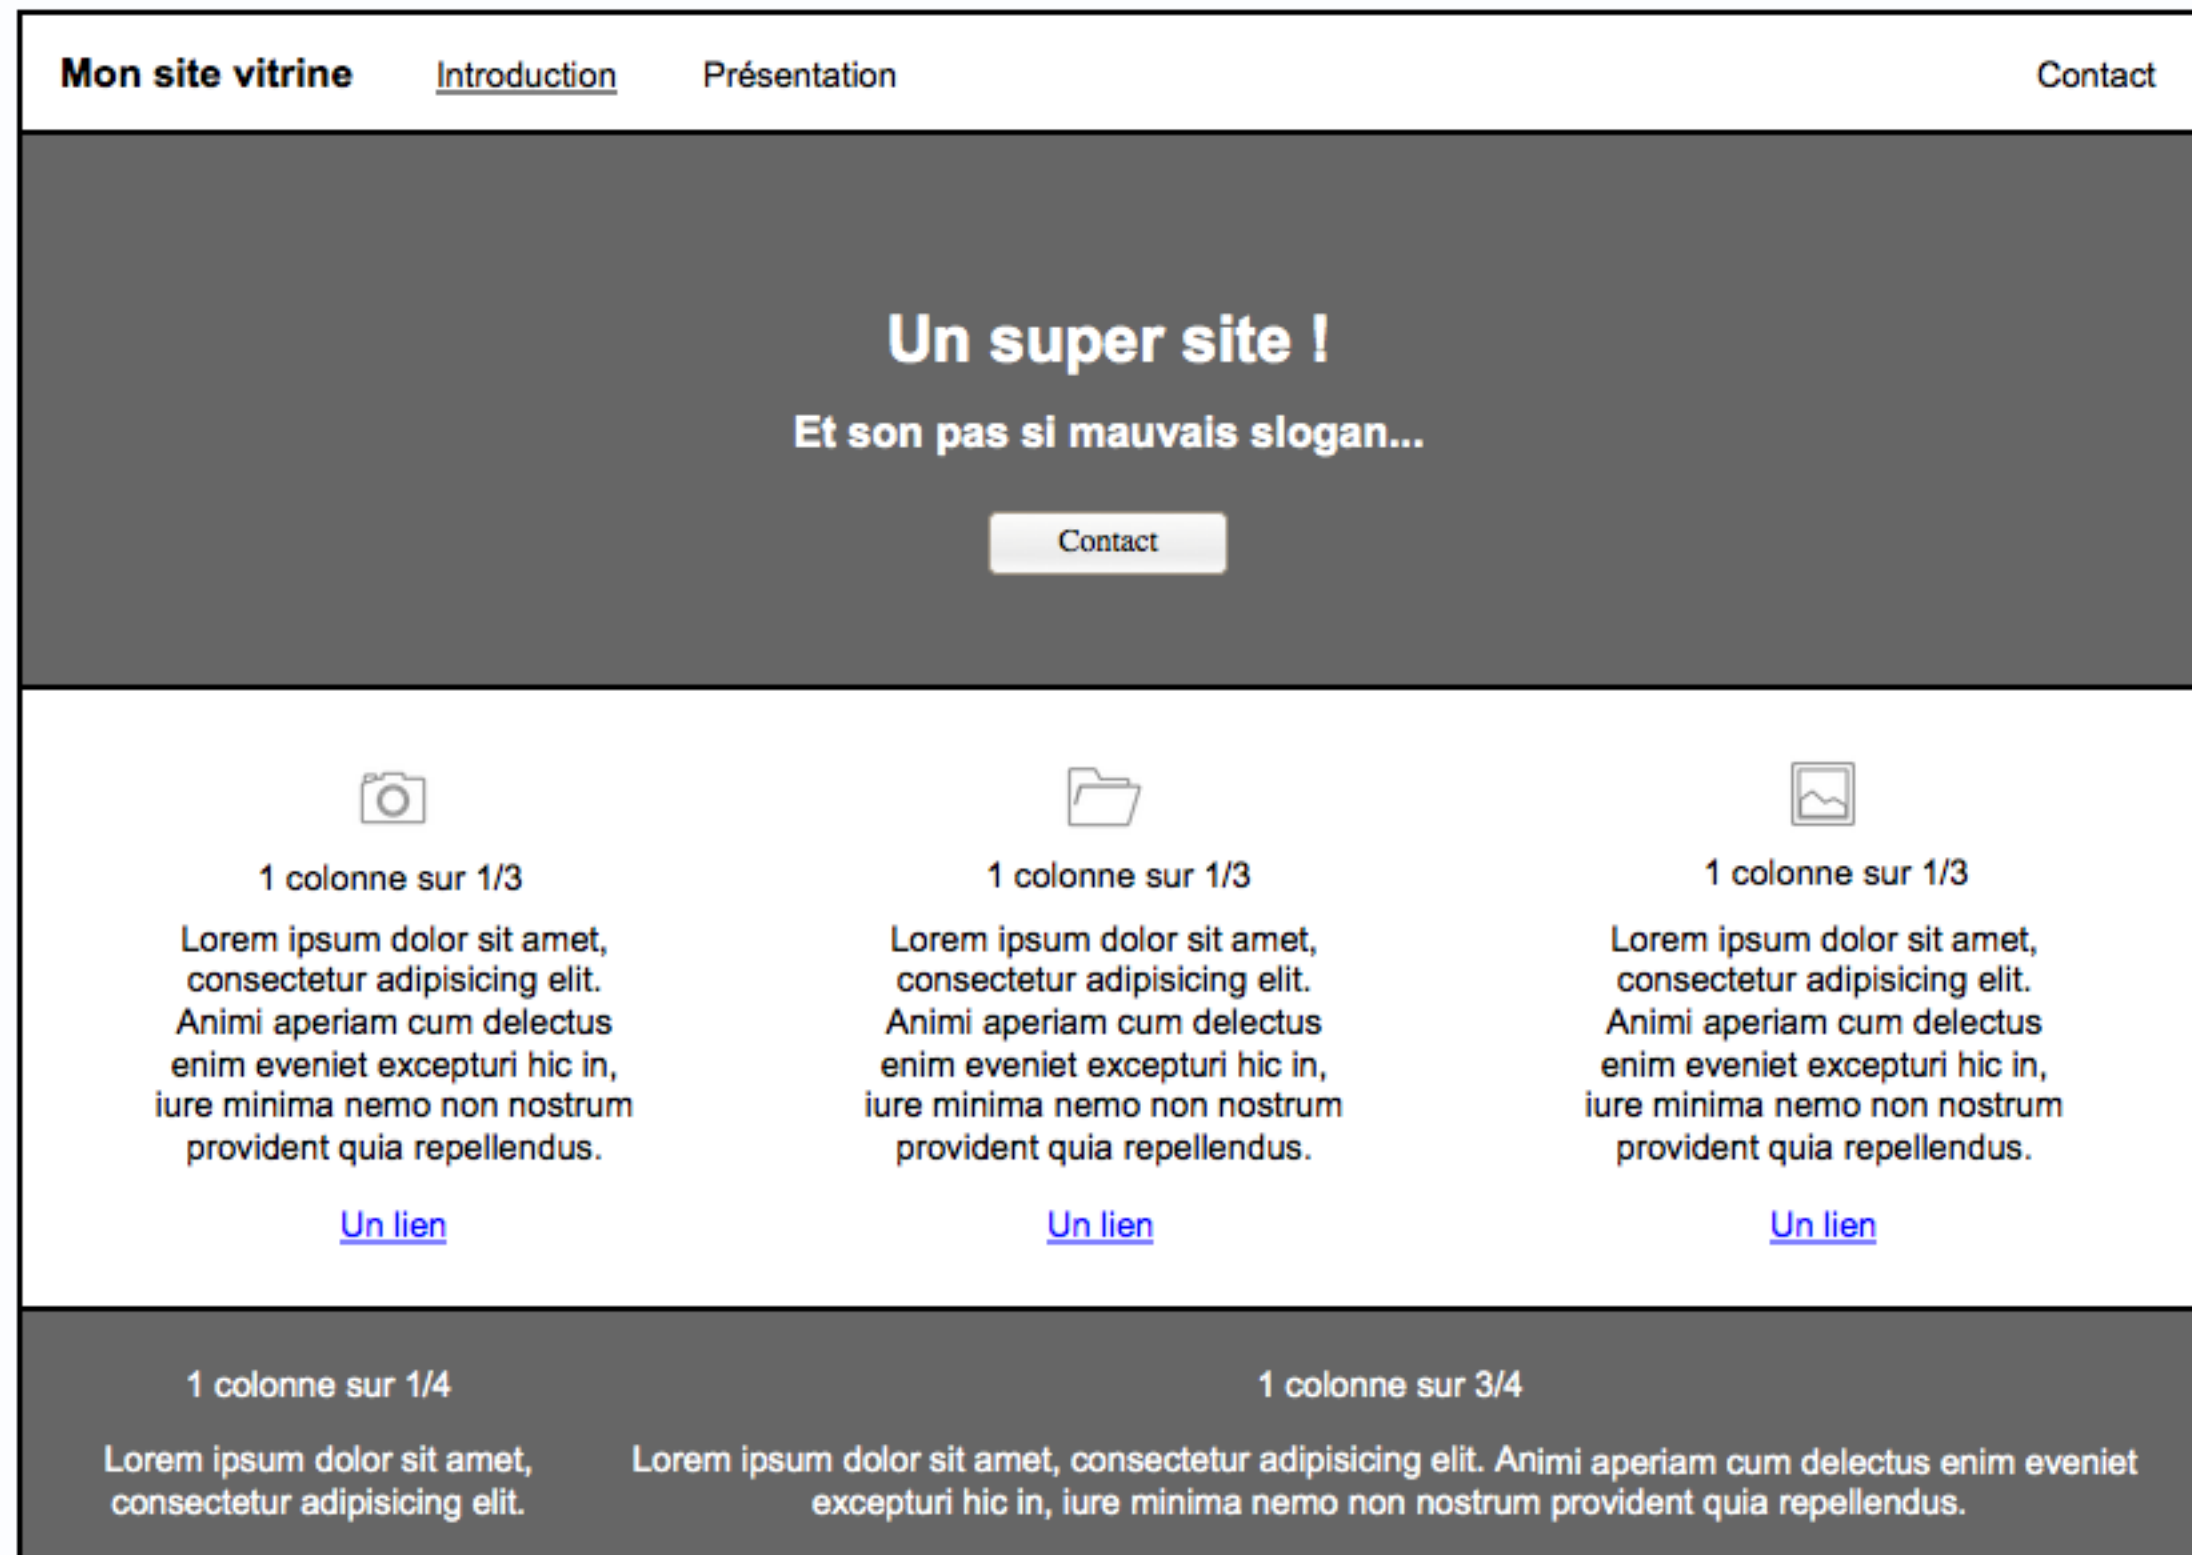 Mon site vitrine Introduction Présentation Contact
Un super site !
Et son pas si mauvais slogan...
Contact
1 colonne sur 1/3
Lorem ipsum dolor sit amet,
consectetur adipisicing elit.
Animi aperiam cum delectus
enim eveniet excepturi hic in,
iure minima nemo non nostrum
provident quia repellendus.
Un lien
1 colonne sur 1/3
Lorem ipsum dolor sit amet,
consectetur adipisicing elit.
Animi aperiam cum delectus
enim eveniet excepturi hic in,
iure minima nemo non nostrum
provident quia repellendus.
Un lien
1 colonne sur 1/3
Lorem ipsum dolor sit amet,
consectetur adipisicing elit.
Animi aperiam cum delectus
enim eveniet excepturi hic in,
iure minima nemo non nostrum
provident quia repellendus.
Un lien
1 colonne sur 1/4
Lorem ipsum dolor sit amet,
consectetur adipisicing elit.
1 colonne sur 3/4
Lorem ipsum dolor sit amet, consectetur adipisicing elit. Animi aperiam cum delectus enim eveniet
excepturi hic in, iure minima nemo non nostrum provident quia repellendus.